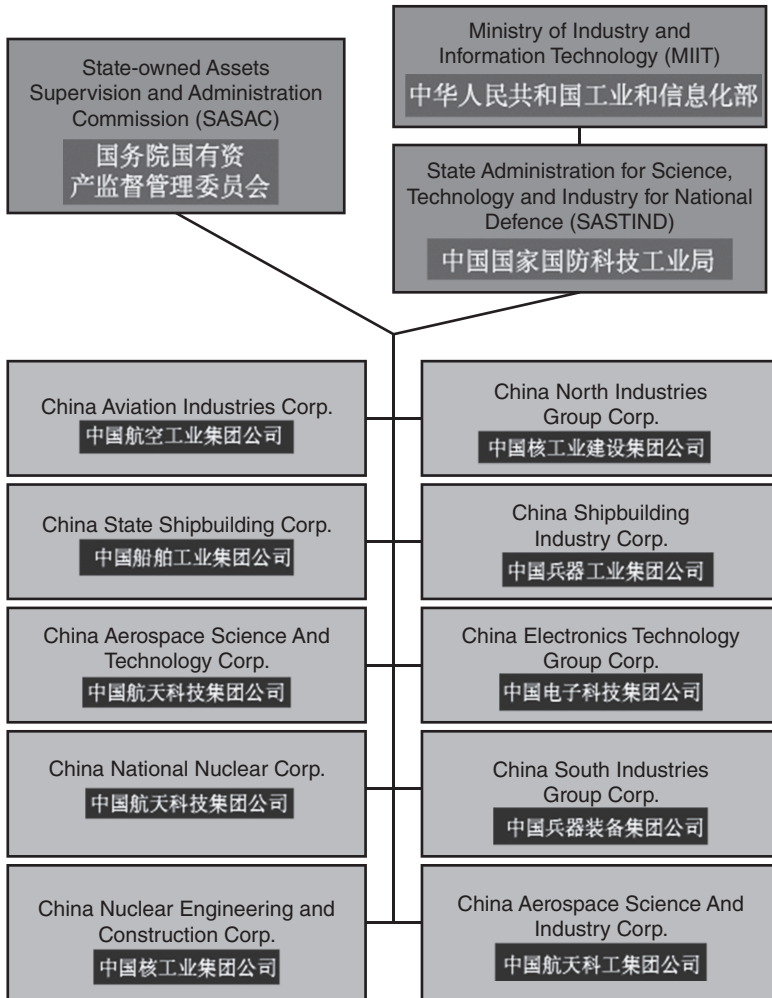 State-owned Assets
Supervision and Administration
Commission (SASAC)
国务院国有资
产监督管理委员会
Ministry of Industry and
Information Technology (MIIT)
中华人民共和国工业和信息化部
State Administration for Science,
Technology and Industry for National
Defence (SASTIND)
中国国家国防科技工业局
China Aviation Industries Corp.
中国航空工业集团公司
China North Industries
Group Corp.
中国核工业建设集团公司
China State Shipbuilding Corp.
中国船舶工业集团公司
China Shipbuilding
Industry Corp.
中国兵器工业集团公司
China Aerospace Science And
Technology Corp.
中国航天科技集团公司
China Electronics Technology
Group Corp.
中国电子科技集团公司
China National Nuclear Corp.
中国航天科技集团公司
China South Industries
Group Corp.
中国兵器装备集团公司
China Nuclear Engineering and
Construction Corp.
中国核工业集团公司
China Aerospace Science And
Industry Corp.
中国航天科工集团公司